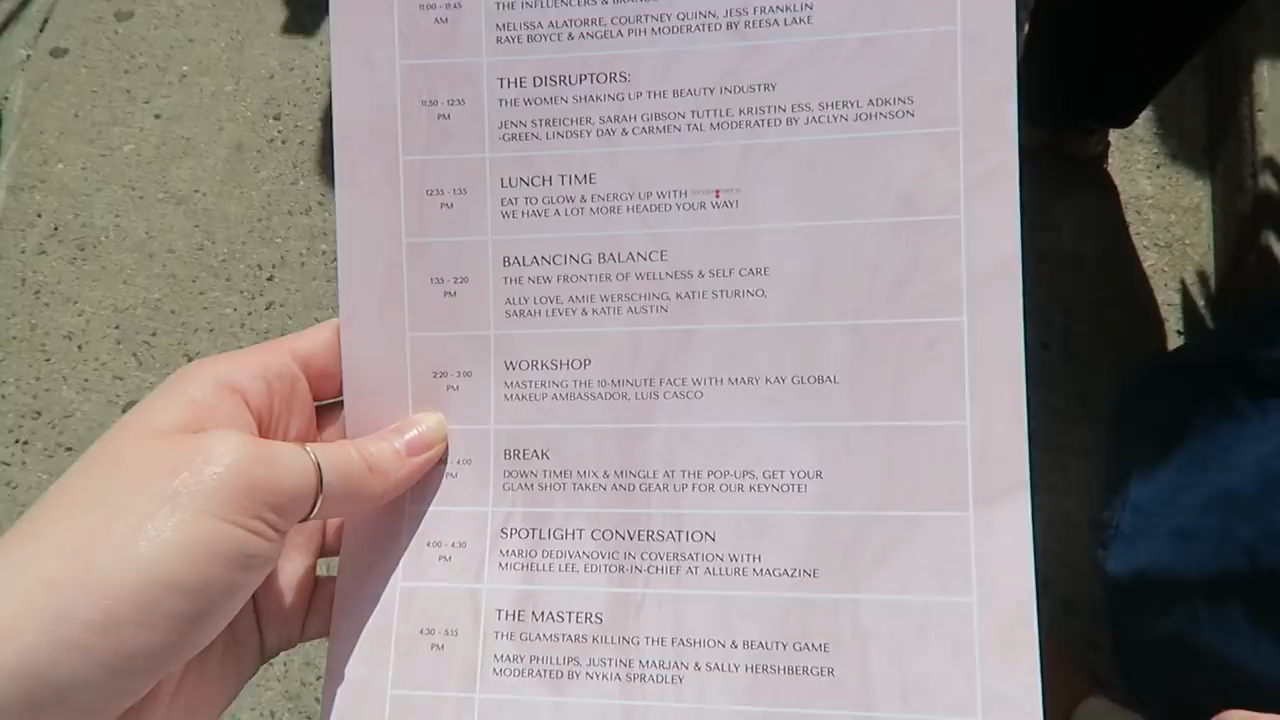 11:00 - 11:45
AM
THE INFLUENCERS &
MELISSA ALATORRE, COURTNEY QUINN, JESS FRANKLIN
RAYE BOYCE & ANGELA PIH MODERATED BY REESA LAKE
11:50 - 12:35
PM
THE DISRUPTORS:
THE WOMEN SHAKING UP THE BEAUTY INDUSTRY
JENN STREICHER, SARAH GIBSON TUTTLE, KRISTIN ESS, SHERYL ADKINS
-GREEN, LINDSEY DAY & CARMEN TAL MODERATED BY JACLYN JOHNSON
12:35 - 1:35
PM
LUNCH TIME
EAT TO GLOW & ENERGY UP WITH
WE HAVE A LOT MORE HEADED YOUR WAY!
1:35 - 2:20
PM
BALANCING BALANCE
THE NEW FRONTIER OF WELLNESS & SELF CARE
ALLY LOVE, AMIE WERSCHING, KATIE STURINO,
SARAH LEVEY & KATIE AUSTIN
2:20 - 3:00
PM
WORKSHOP
MASTERING THE 10-MINUTE FACE WITH MARY KAY GLOBAL
MAKEUP AMBASSADOR, LUIS CASCO
- 4:00
PM
BREAK
DOWN TIME! MIX & MINGLE AT THE POP-UPS, GET YOUR
GLAM SHOT TAKEN AND GEAR UP FOR OUR KEYNOTE!
4:00 - 4:30
PM
SPOTLIGHT CONVERSATION
MARIO DEDIVANOVIC IN COVERSATION WITH
MICHELLE LEE, EDITOR-IN-CHIEF AT ALLURE MAGAZINE
4:30 - 5:15
PM
THE MASTERS
THE GLAMSTARS KILLING THE FASHION & BEAUTY GAME
MARY PHILLIPS, JUSTINE MARJAN & SALLY HERSHBERGER
MODERATED BY NYKIA SPRADLEY